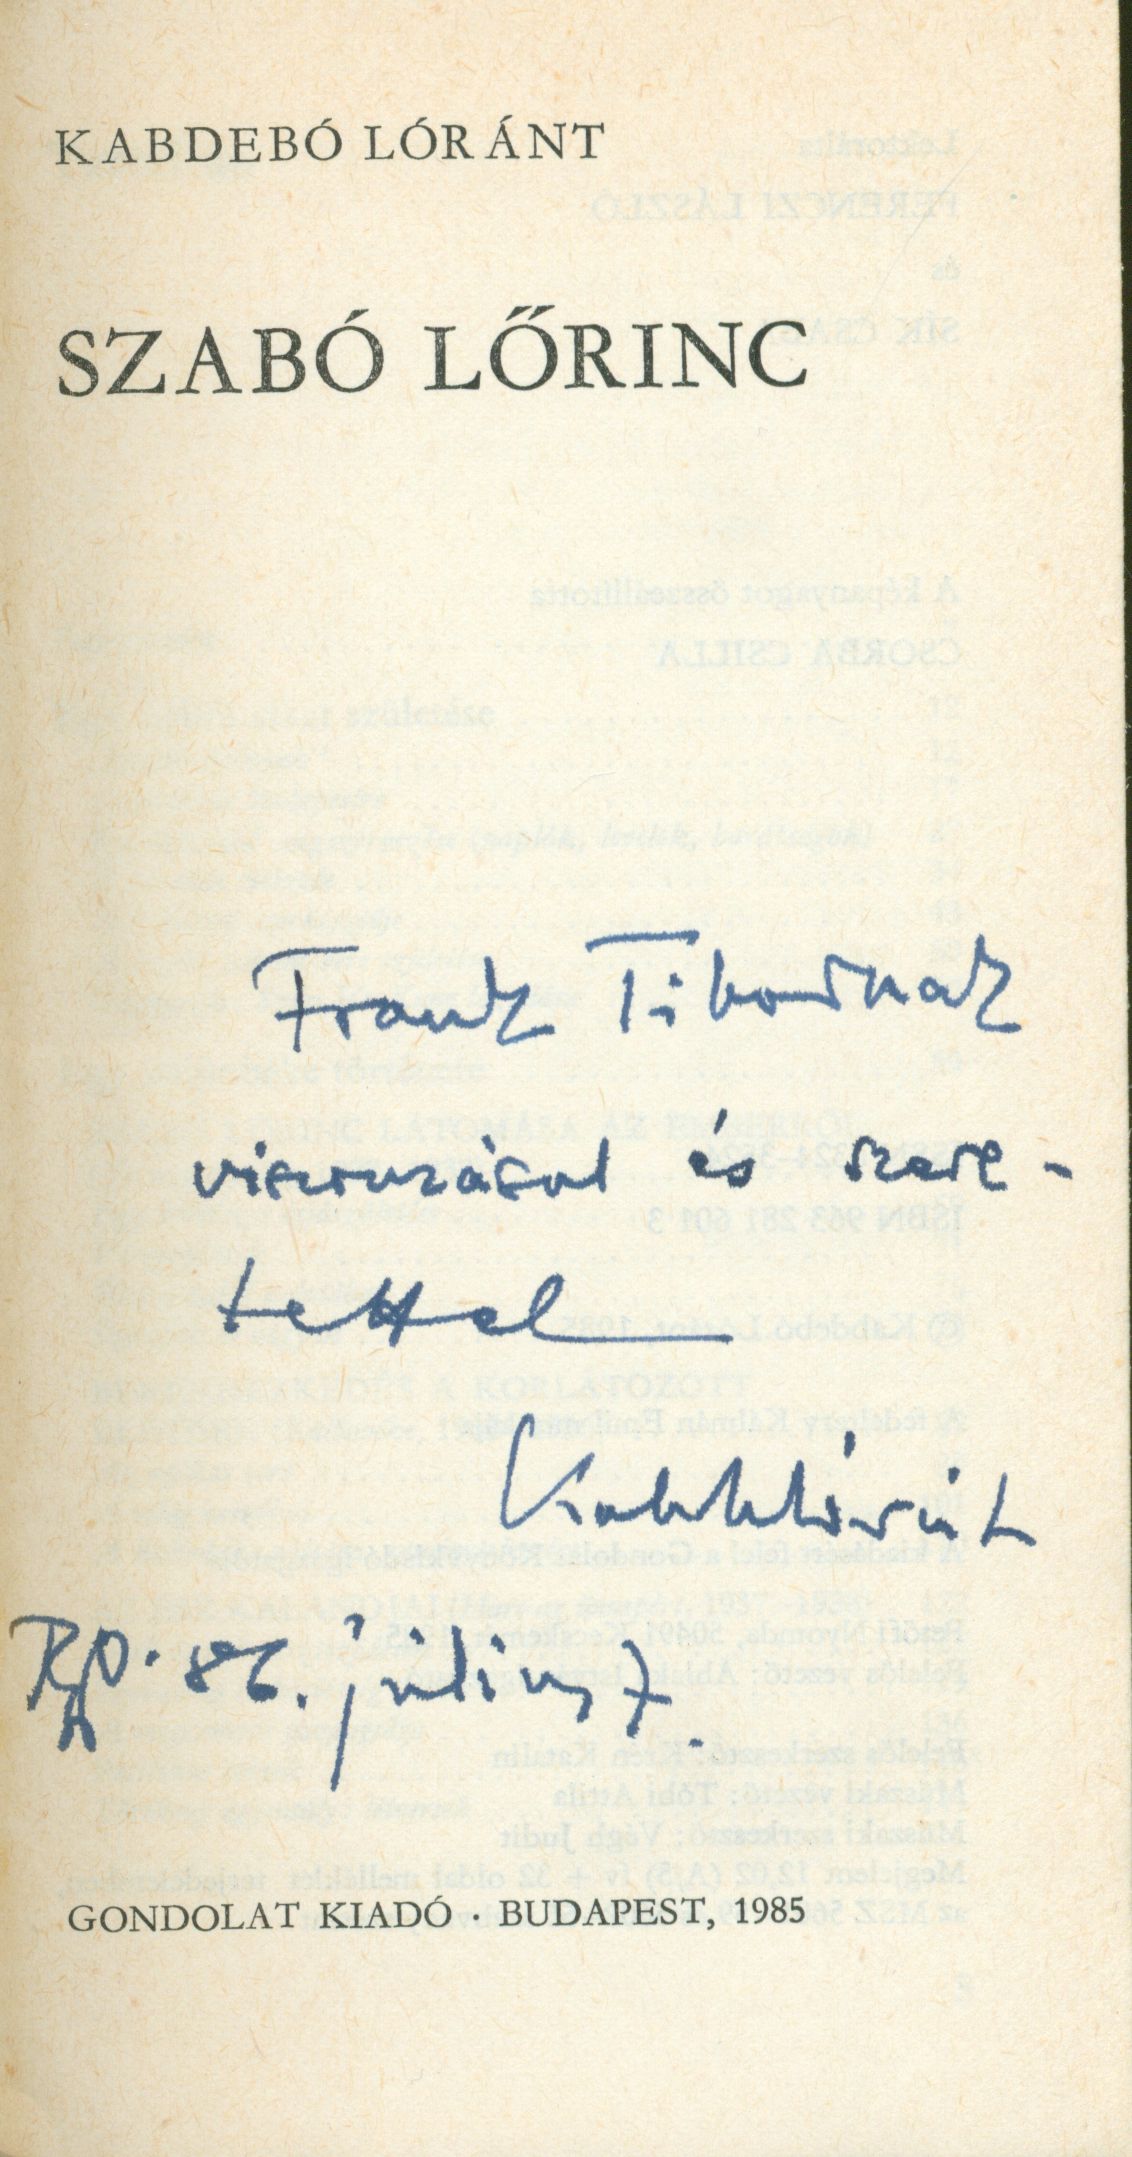 KABDEBÓ LÓRÁNT
SZABÓ LŐRINC
Frank Tibornak
viszonzásul és szere-
tettel
Kabdebó Lóránt
Bp. 86. július 7.
GONDOLAT KIADÓ · BUDAPEST, 1985